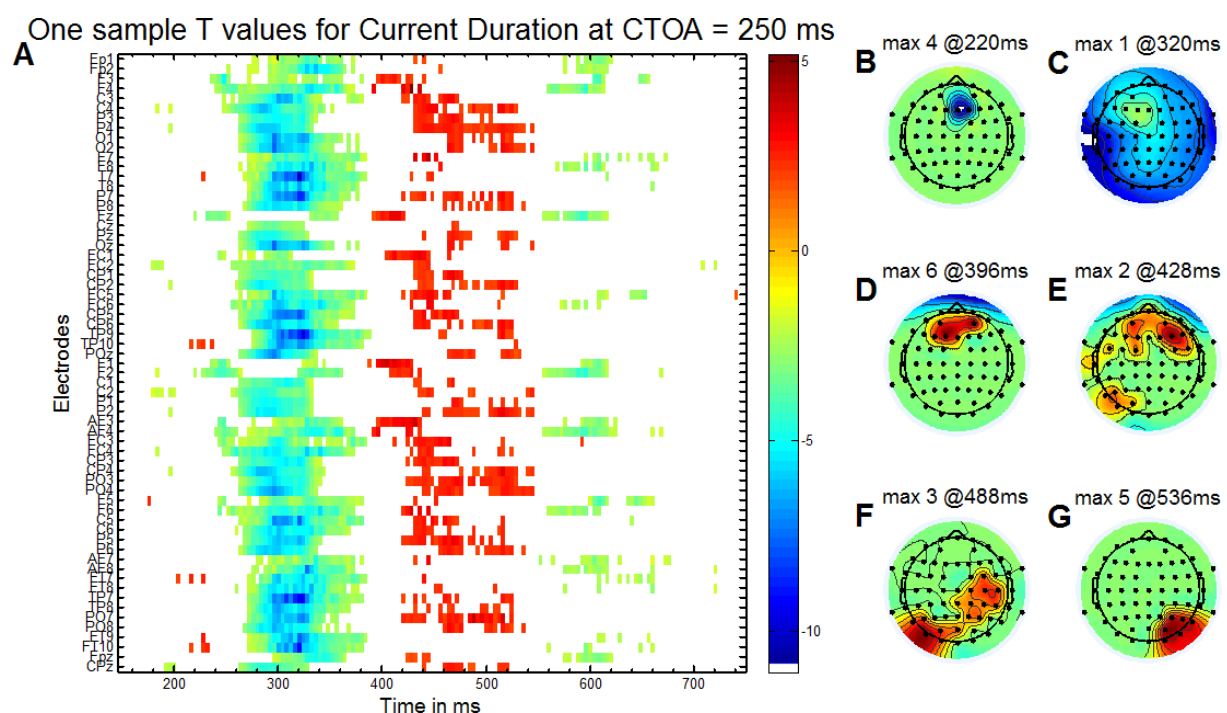 One sample T values for Current Duration at CTOA = 250 ms
A
Electrodes
Fp1
Fp2
F3
F4
C3
C4
P3
P4
O1
O2
F7
F8
T7
T8
P7
P8
Fz
Cz
Pz
Oz
FC1
FC2
CP1
CP2
FC5
FC6
CP5
CP6
TP9
TP10
POz
F1
F2
C1
C2
P1
P2
AF3
AF4
FC3
FC4
CP3
CP4
PO3
PO4
F5
F6
C5
C6
P5
P6
AF7
AF8
FT7
FT8
TP7
TP8
PO7
PO8
FT9
FT10
Fpz
CPz
200 300 400 500 600 700
Time in ms
5
0
-5
-10
B max 4 @220ms
C max 1 @320ms
D max 6 @396ms
E max 2 @428ms
F max 3 @488ms
G max 5 @536ms